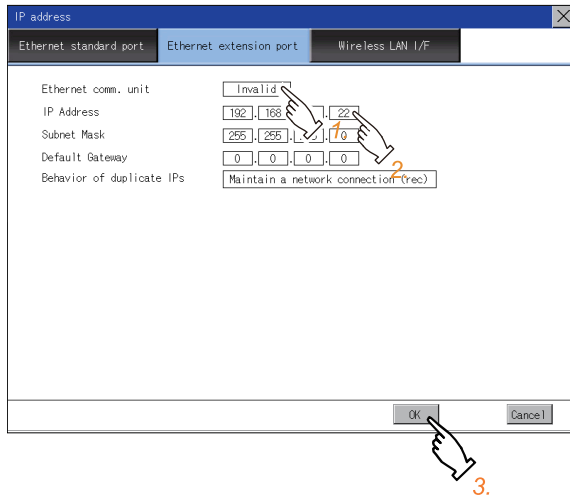 IP address
Ethernet standard port Ethernet extension port Wireless LAN I/F
Ethernet comm. unit Invalid
IP Address 192 . 168 . . 22
Subnet Mask 255 . 255 . . 0
Default Gateway 0 . 0 . 0 . 0
Behavior of duplicate IPs Maintain a network connection (rec)
1.
2.
OK Cancel
3.